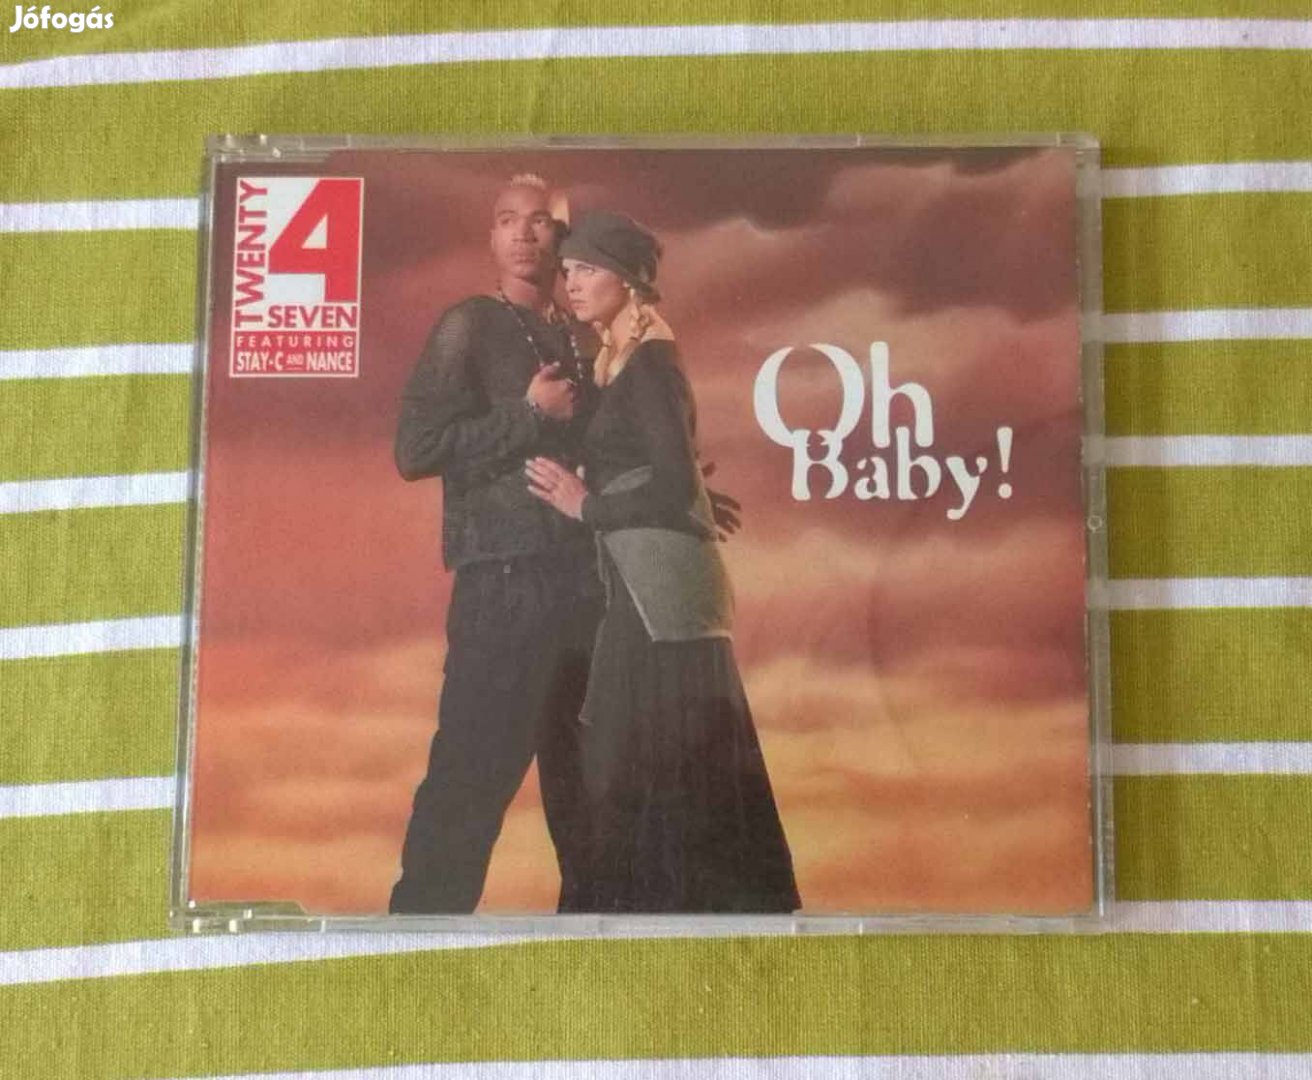 Jófogás
TWENTY
4
SEVEN
FEATURING
STAY-C AND NANCE
Oh
Baby!